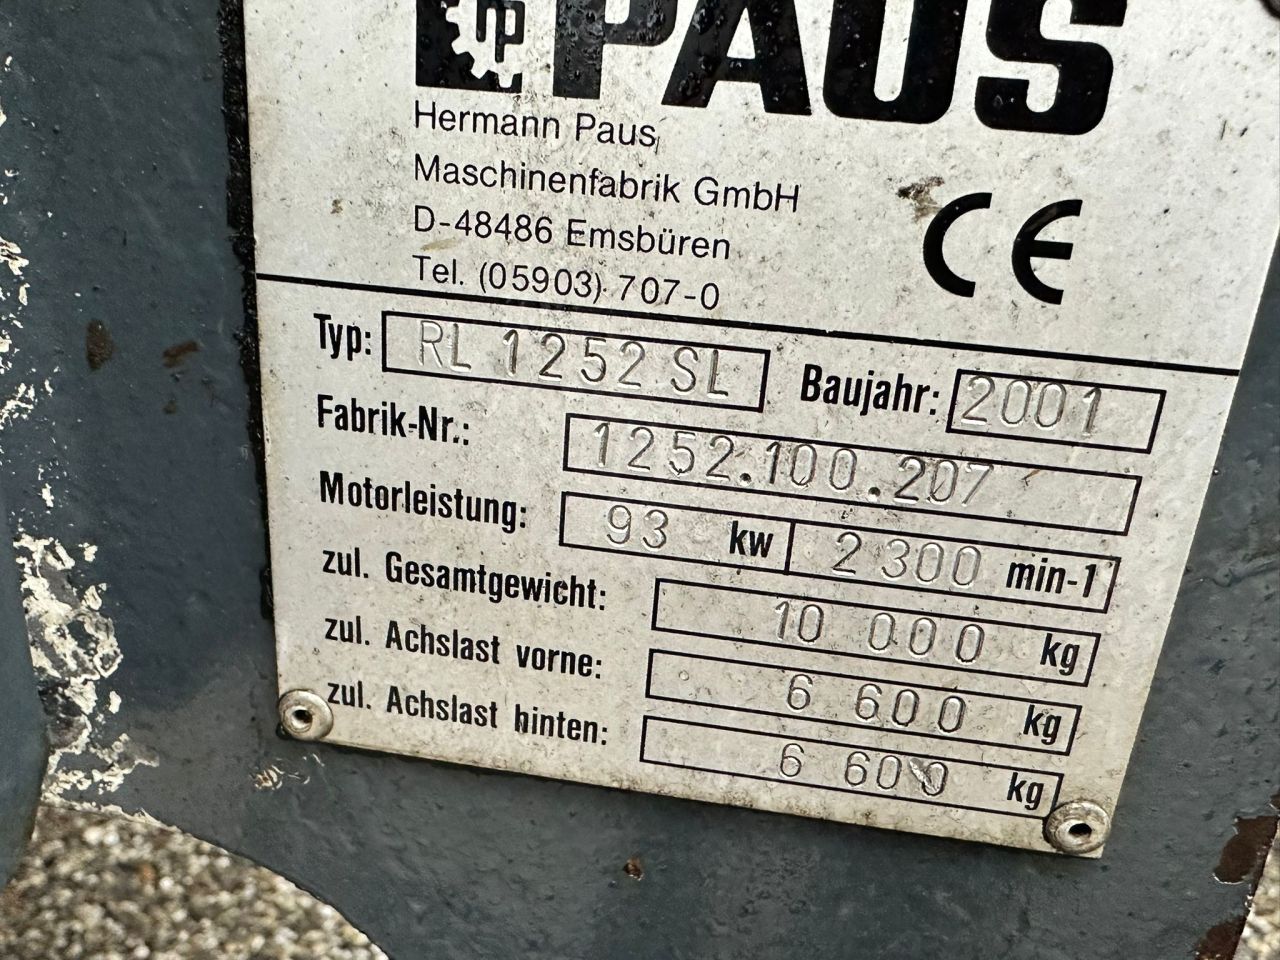 hp PAUS
Hermann Paus
Maschinenfabrik GmbH
D-48486 Emsbüren
Tel. (05903) 707-0
CE
Typ: RL 1252 SL Baujahr: 2001
Fabrik-Nr.: 1252.100.207
Motorleistung: 93 kw 2 300 min-1
zul. Gesamtgewicht: 10 000 kg
zul. Achslast vorne: 6 600 kg
zul. Achslast hinten: 6 600 kg